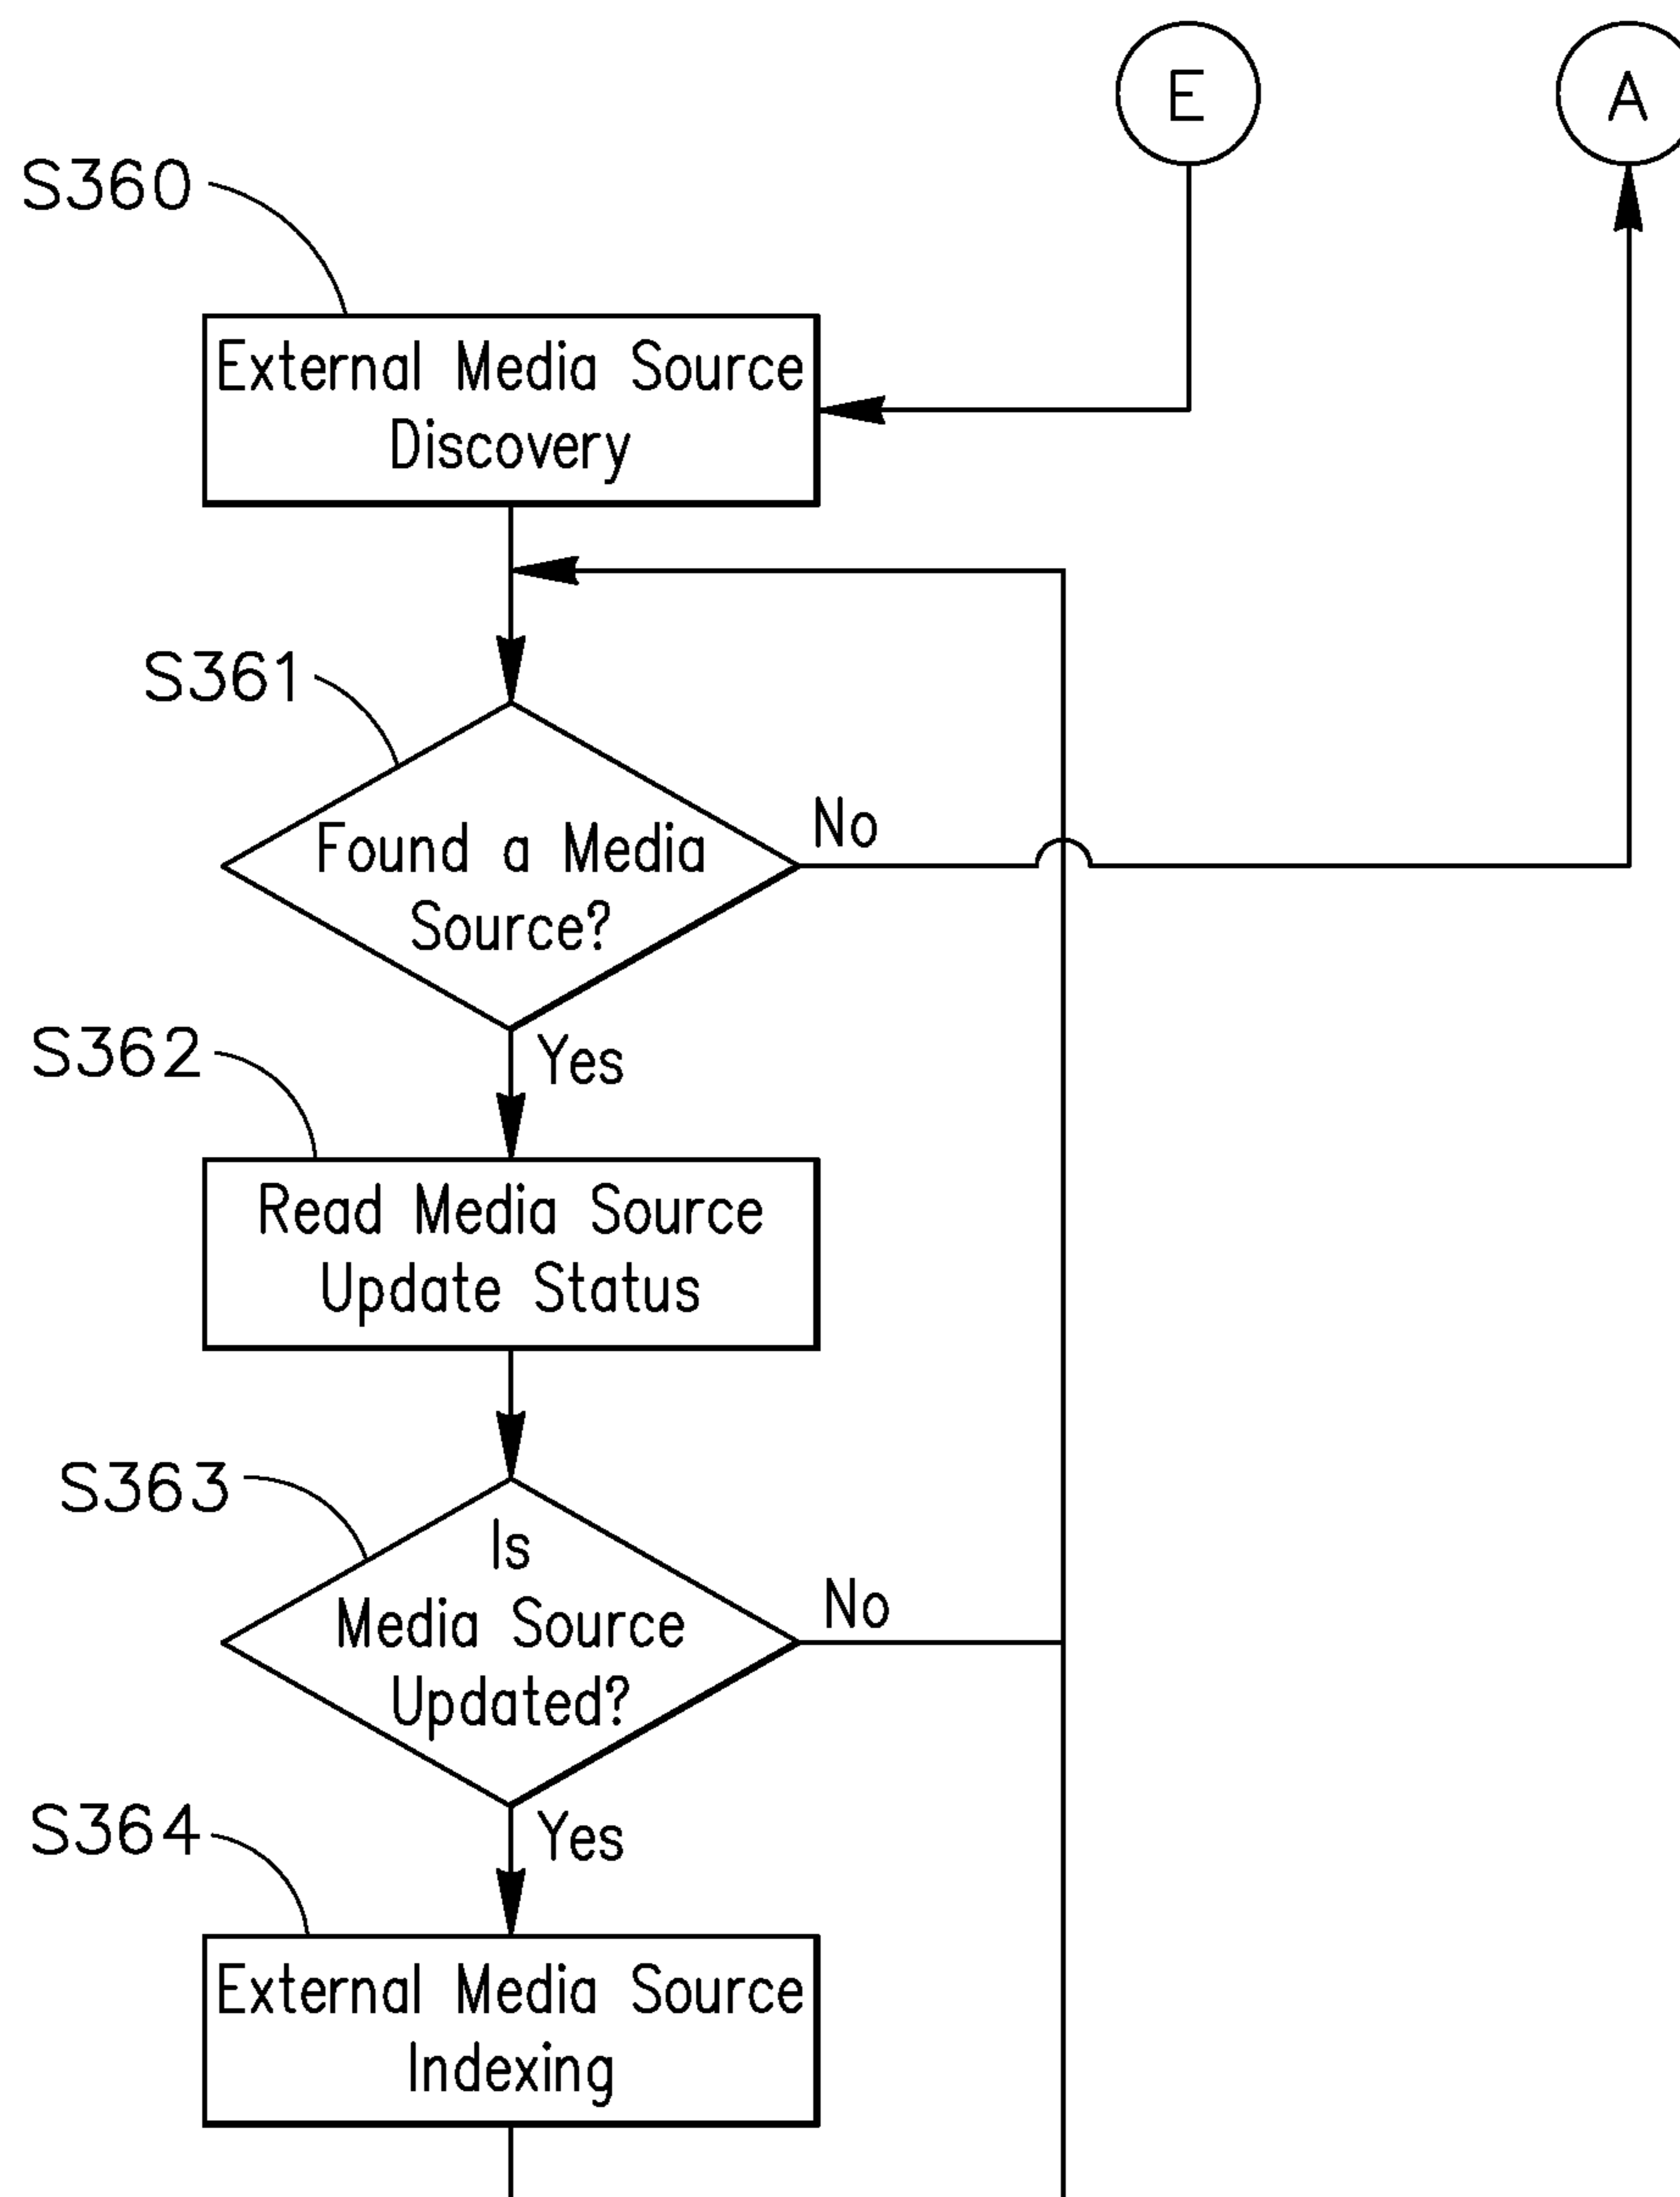 E
A
S360
External Media Source
Discovery
S361
Found a Media
Source?
No
Yes
S362
Read Media Source
Update Status
S363
Is
Media Source
Updated?
No
Yes
S364
External Media Source
Indexing